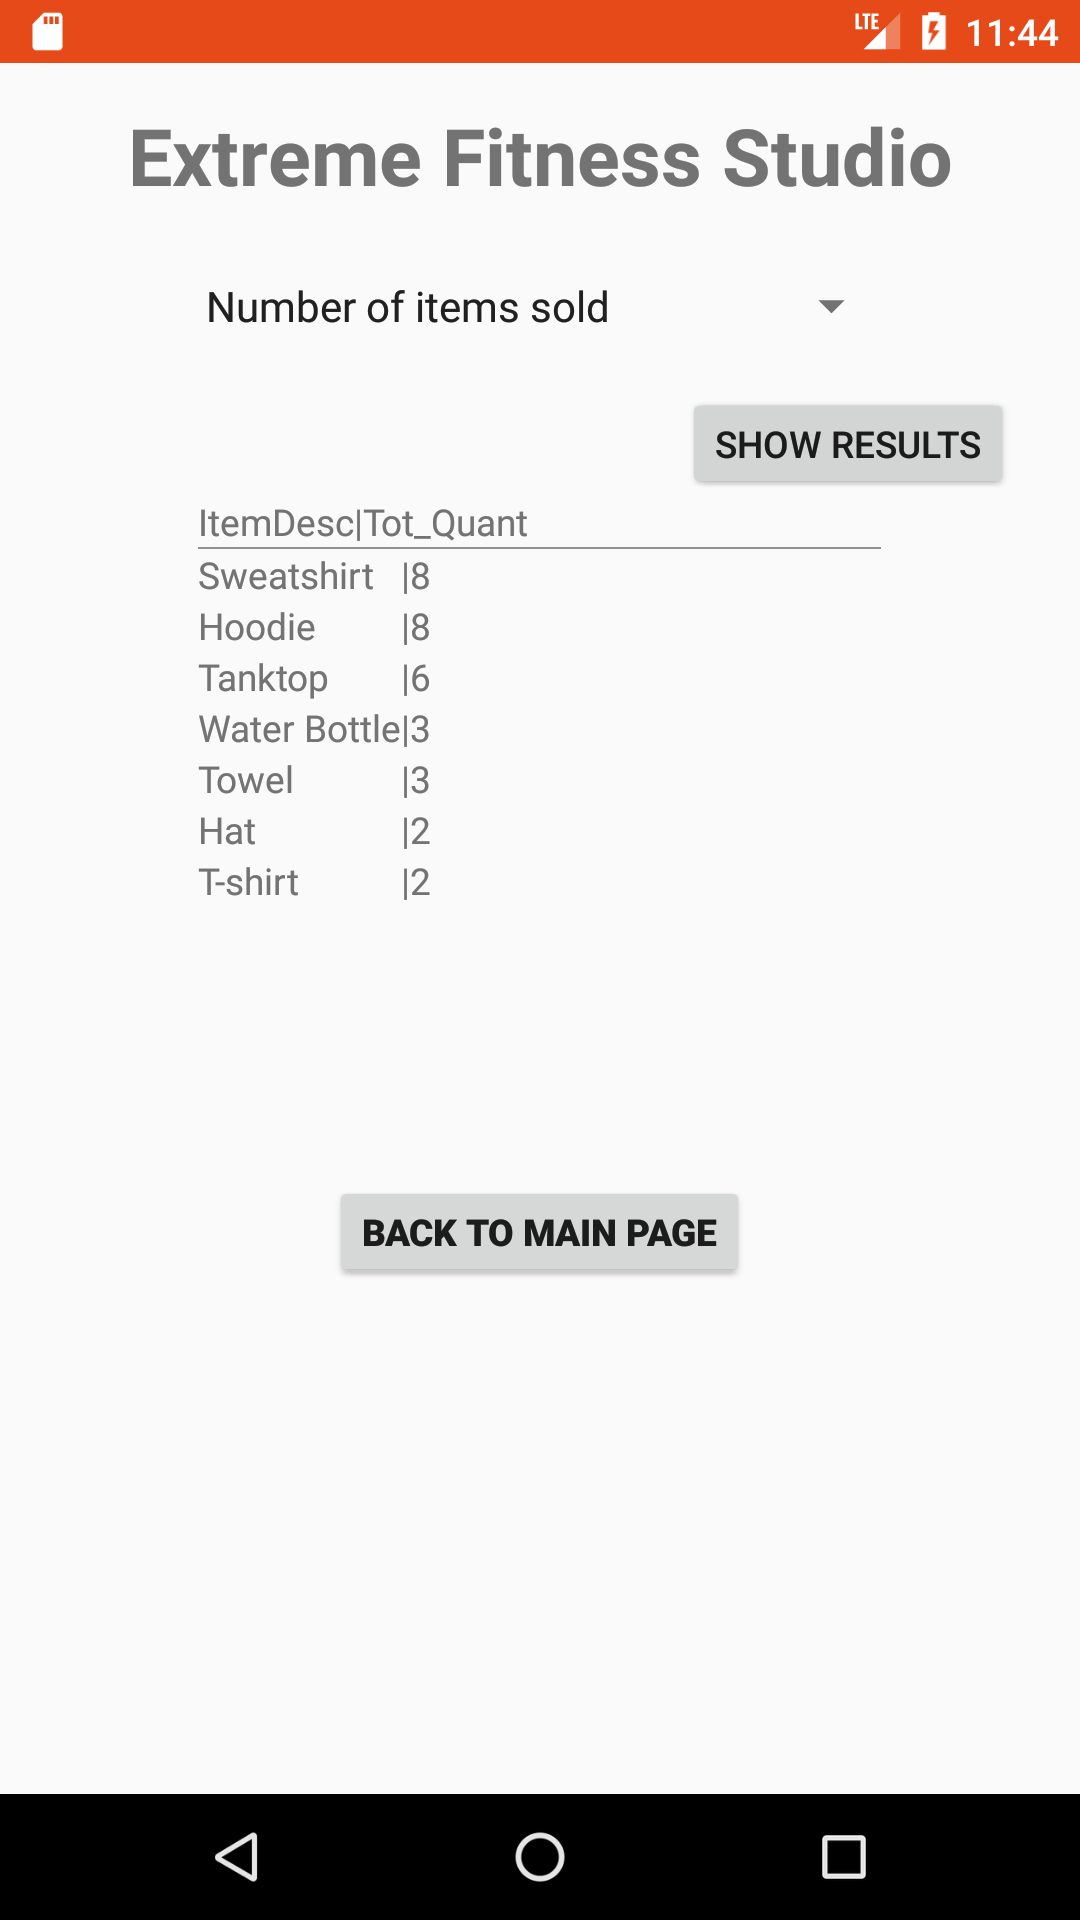 LTE 11:44
Extreme Fitness Studio
Number of items sold
SHOW RESULTS
ItemDesc|Tot_Quant
Sweatshirt |8
Hoodie |8
Tanktop |6
Water Bottle|3
Towel |3
Hat |2
T-shirt |2
BACK TO MAIN PAGE